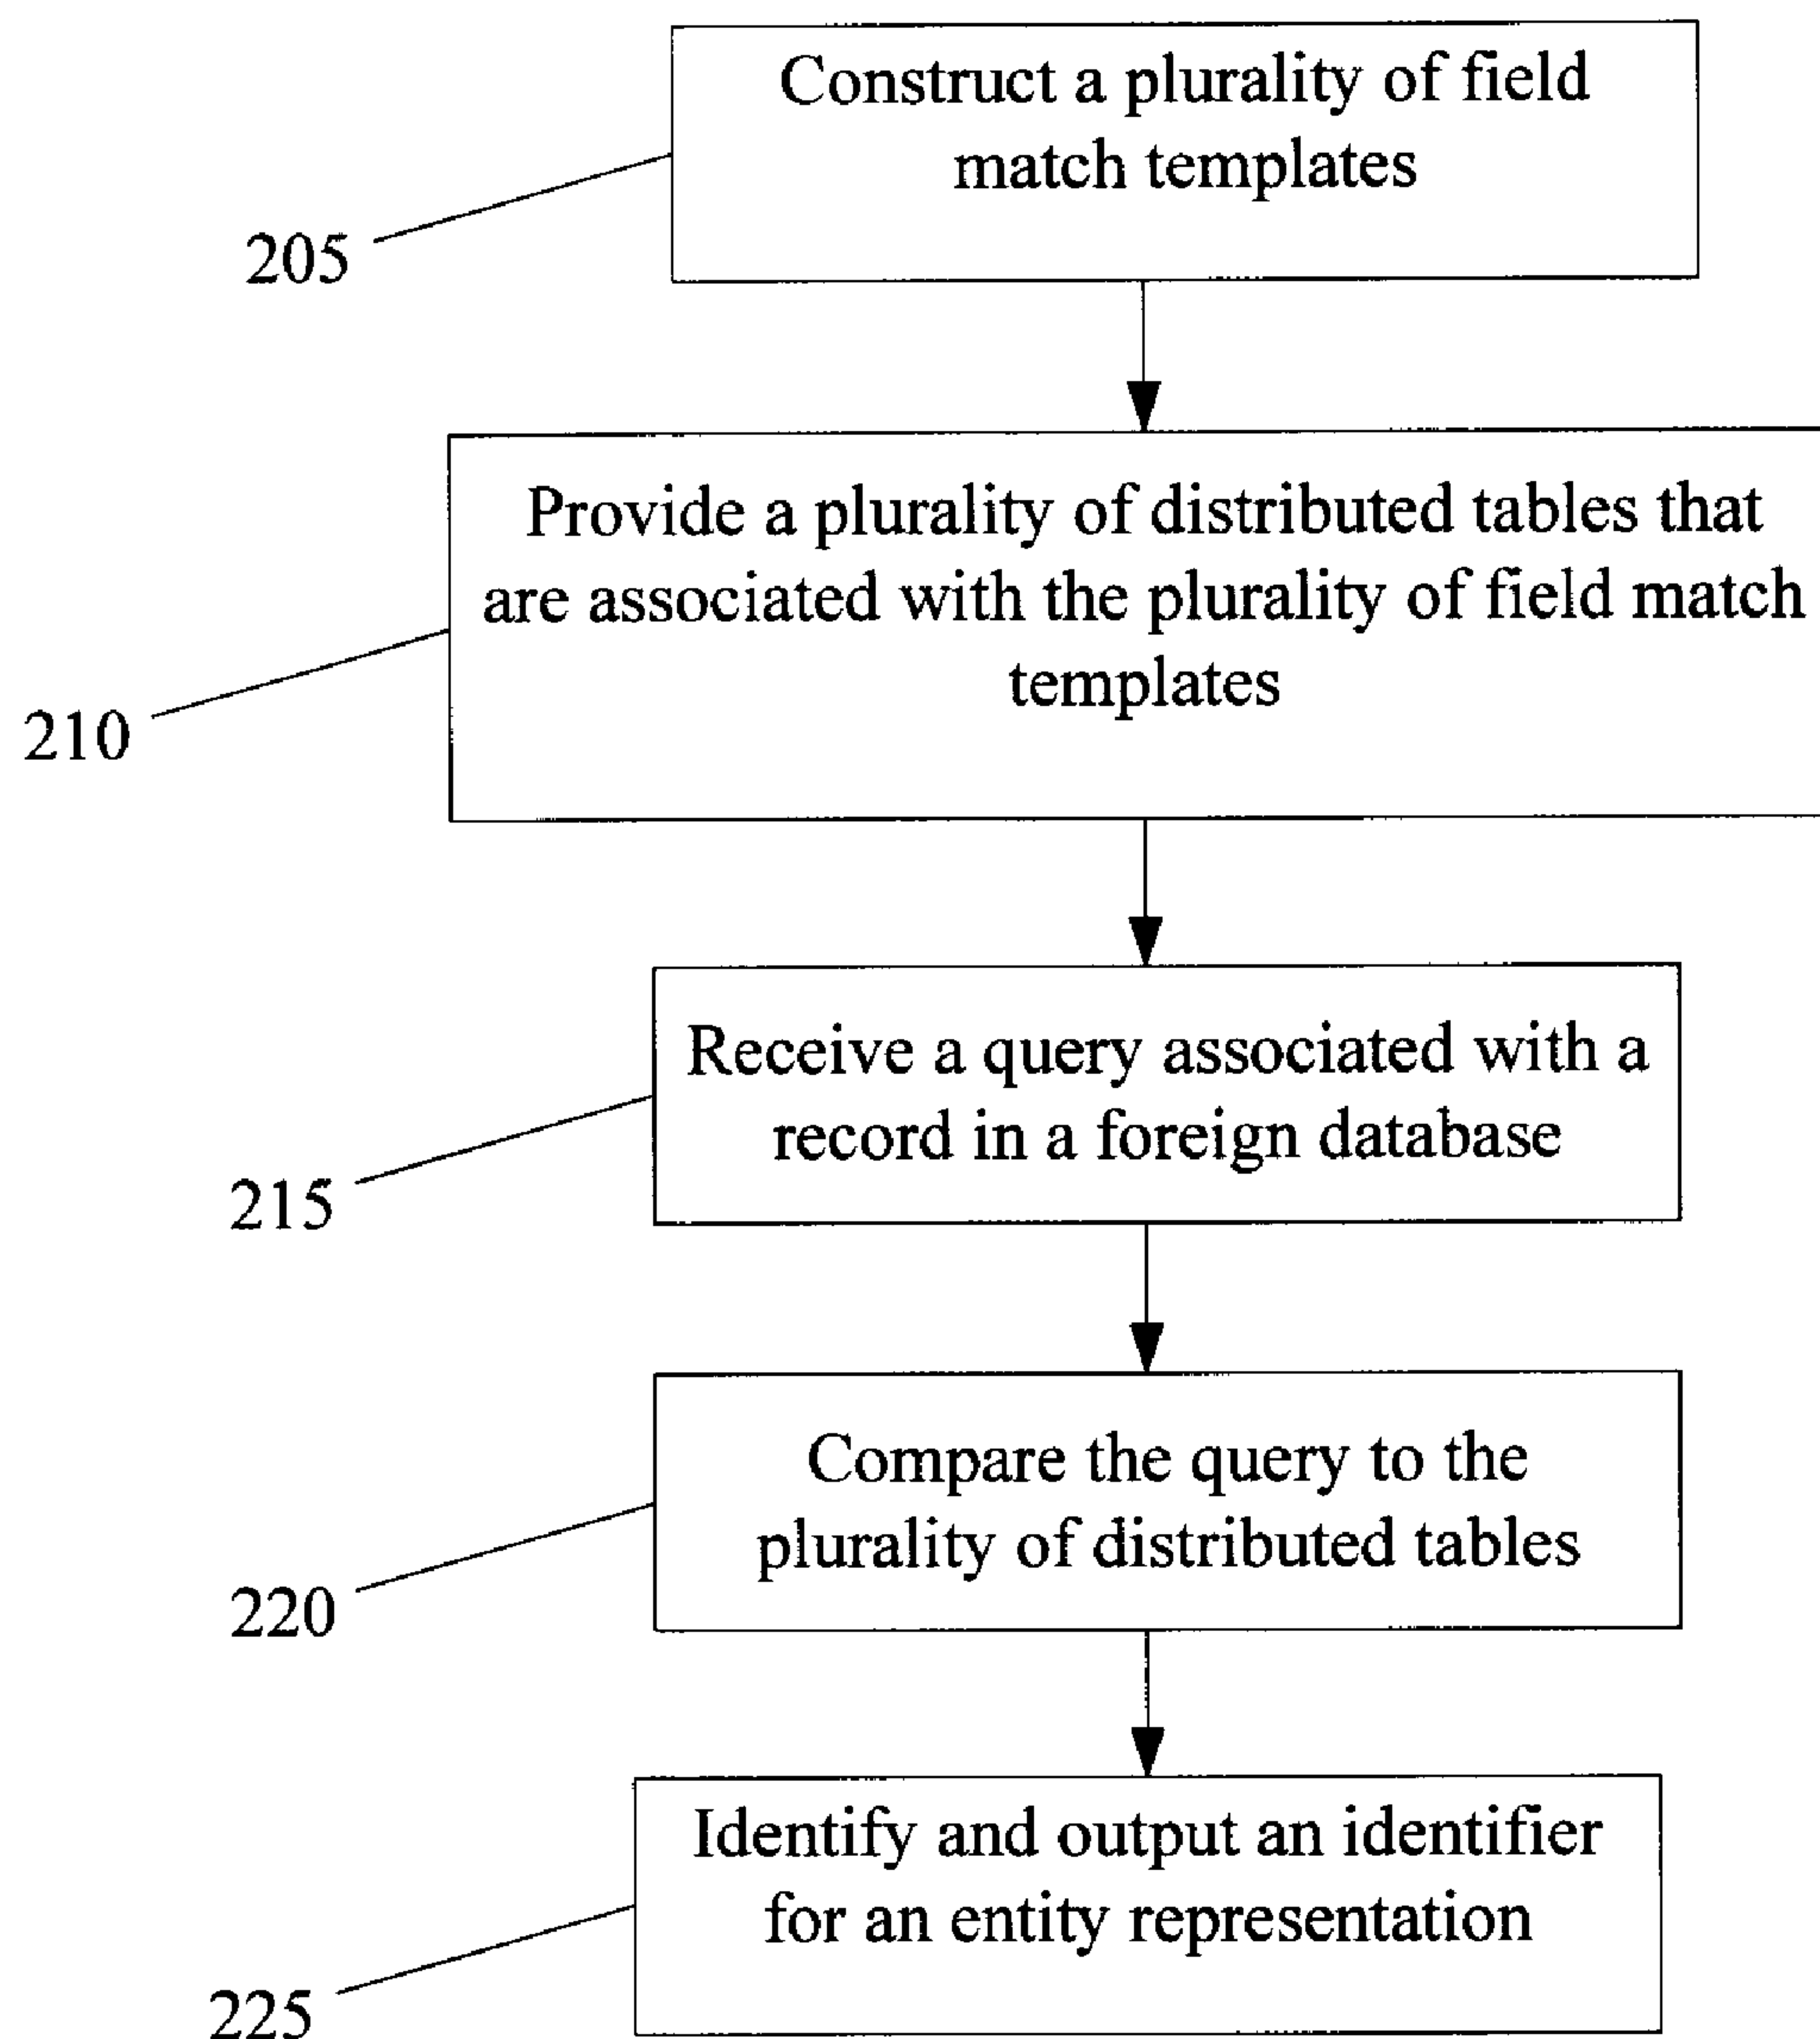 Construct a plurality of field
match templates
205
Provide a plurality of distributed tables that
are associated with the plurality of field match
templates
210
Receive a query associated with a
record in a foreign database
215
Compare the query to the
plurality of distributed tables
220
Identify and output an identifier
for an entity representation
225